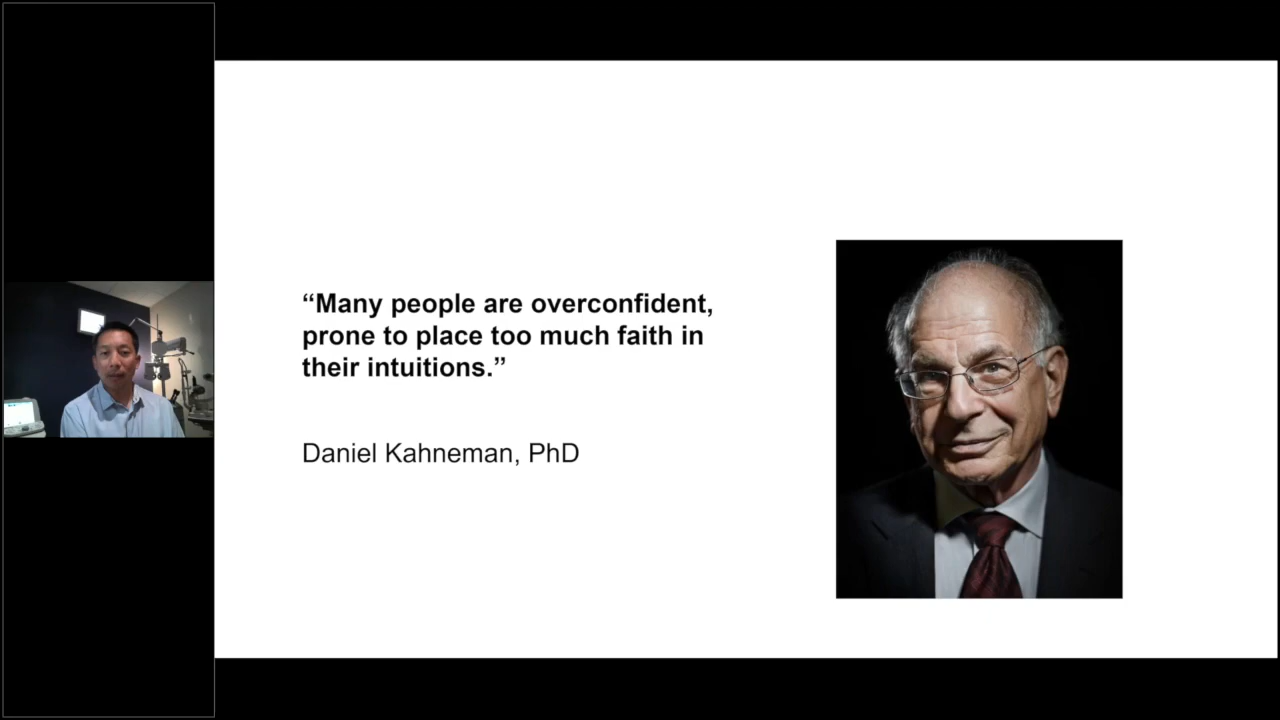 “Many people are overconfident,
prone to place too much faith in
their intuitions.”
Daniel Kahneman, PhD